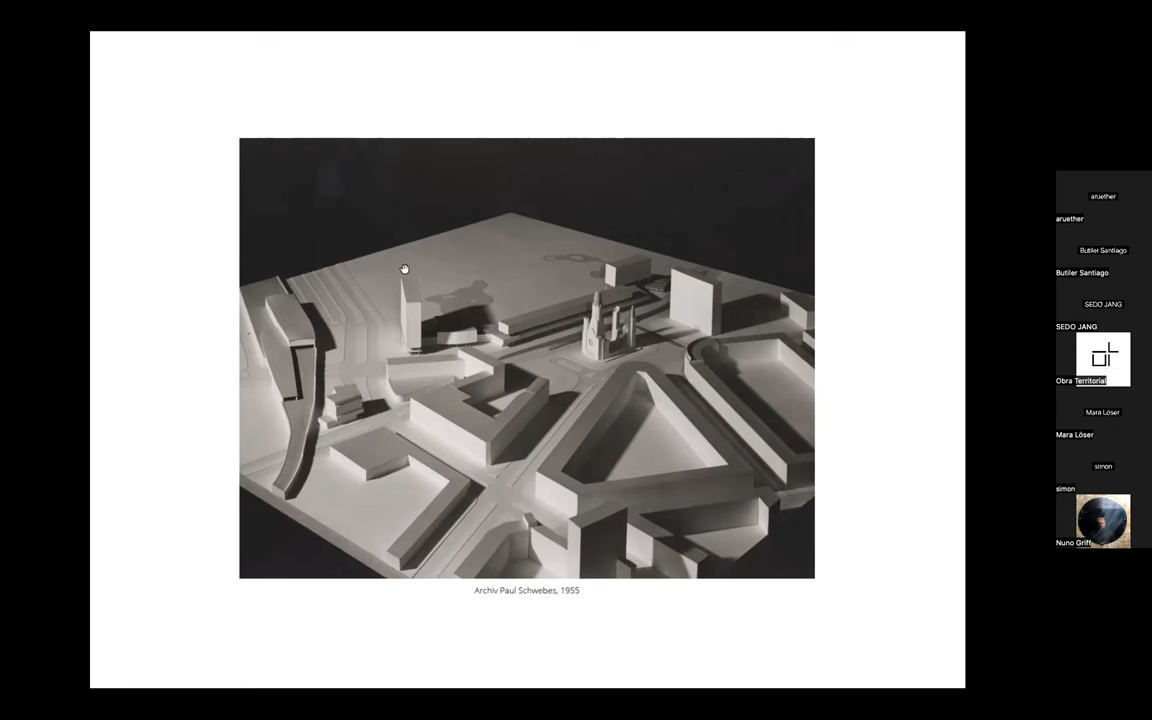 Archiv Paul Schwebes, 1955
aruether
aruether
Butiler Santiago
Butiler Santiago
SEDO JANG
SEDO JANG
Obra Territorial
Mara Löser
Mara Löser
simon
simon
Nuno Griff